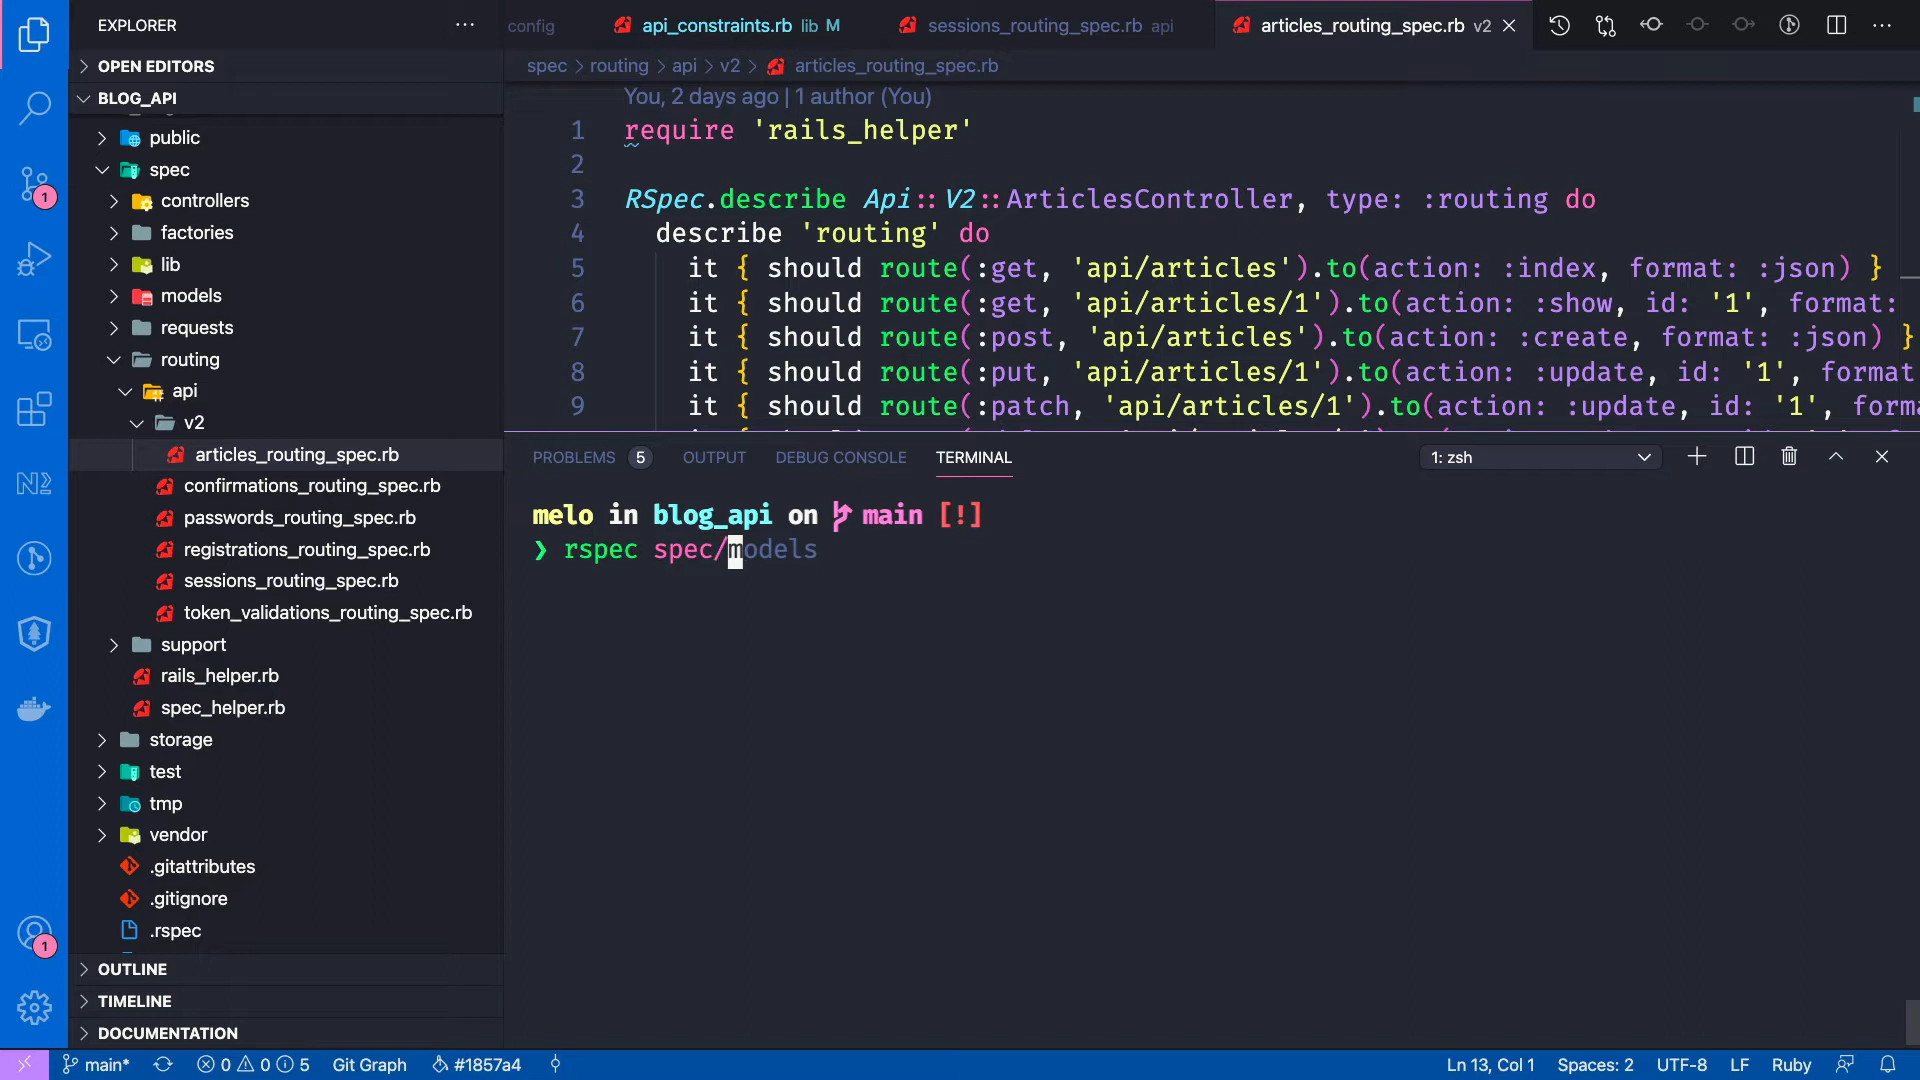 EXPLORER
OPEN EDITORS
BLOG_API
public
spec
controllers
factories
lib
models
requests
routing
api
v2
articles_routing_spec.rb
confirmations_routing_spec.rb
passwords_routing_spec.rb
registrations_routing_spec.rb
sessions_routing_spec.rb
token_validations_routing_spec.rb
support
rails_helper.rb
spec_helper.rb
storage
test
tmp
vendor
.gitattributes
.gitignore
.rspec
OUTLINE
TIMELINE
DOCUMENTATION
1
1
config
api_constraints.rb lib M
sessions_routing_spec.rb api
articles_routing_spec.rb v2
spec > routing > api > v2 > articles_routing_spec.rb
You, 2 days ago | 1 author (You)
1 require 'rails_helper'
2
3 RSpec.describe Api::V2::ArticlesController, type: :routing do
4 describe 'routing' do
5 it { should route(:get, 'api/articles').to(action: :index, format: :json) }
6 it { should route(:get, 'api/articles/1').to(action: :show, id: '1', format:
7 it { should route(:post, 'api/articles').to(action: :create, format: :json) }
8 it { should route(:put, 'api/articles/1').to(action: :update, id: '1', format
9 it { should route(:patch, 'api/articles/1').to(action: :update, id: '1', forma
PROBLEMS 5 OUTPUT DEBUG CONSOLE TERMINAL 1: zsh
melo in blog_api on main [!]
❯ rspec spec/models
main* 0 0 5 Git Graph #1857a4 Ln 13, Col 1 Spaces: 2 UTF-8 LF Ruby